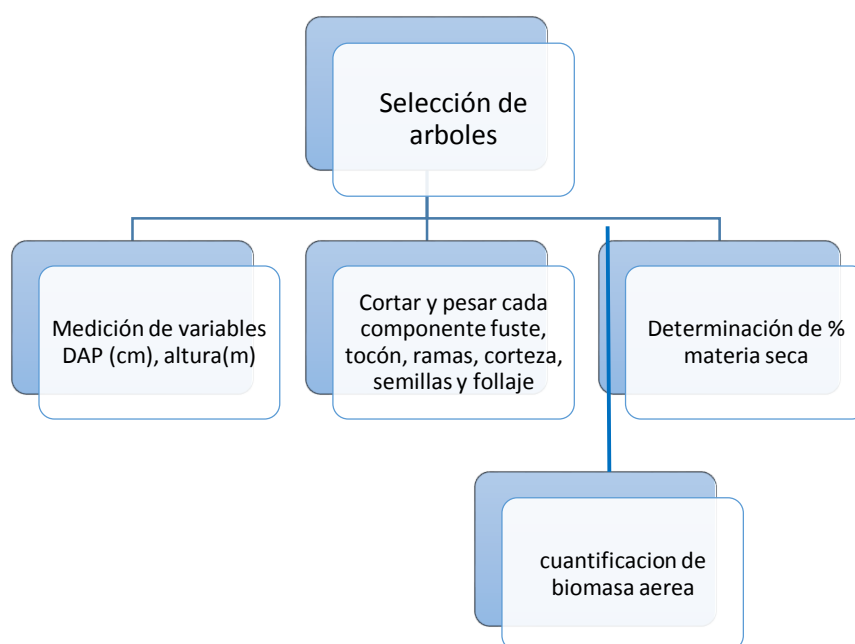 Selección de
arboles
Medición de variables
DAP (cm), altura(m)
Cortar y pesar cada
componente fuste,
tocón, ramas, corteza,
semillas y follaje
Determinación de %
materia seca
cuantificacion de
biomasa aerea